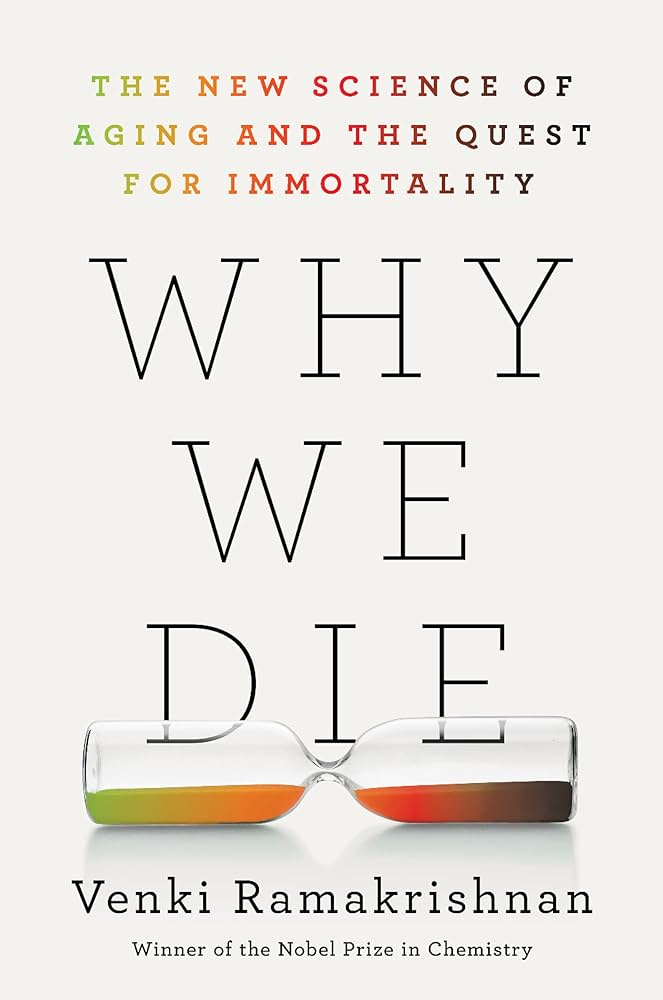 THE NEW SCIENCE OF
AGING AND THE QUEST
FOR IMMORTALITY
WHY
WE
DIE
Venki Ramakrishnan
Winner of the Nobel Prize in Chemistry